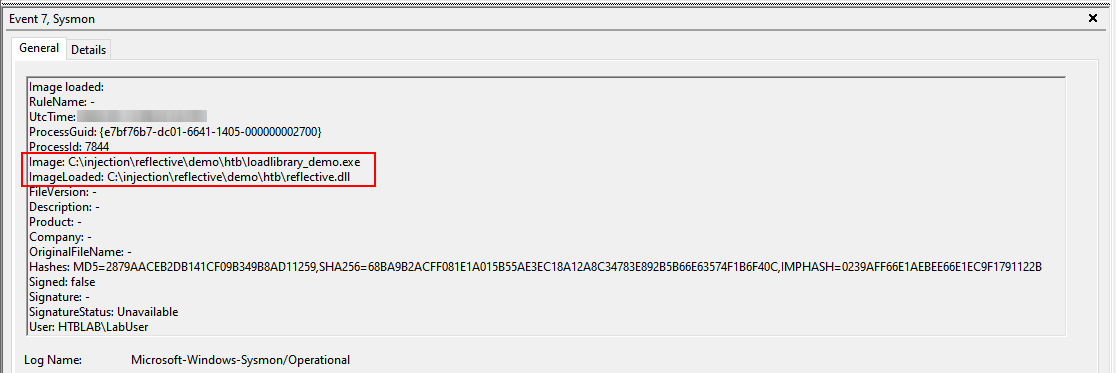 Event 7, Sysmon
General Details
Image loaded:
RuleName: -
UtcTime:
ProcessGuid: {e7bf76b7-dc01-6641-1405-000000002700}
ProcessId: 7844
Image: C:\injection\reflective\demo\htb\loadlibrary_demo.exe
ImageLoaded: C:\injection\reflective\demo\htb\reflective.dll
FileVersion: -
Description: -
Product: -
Company: -
OriginalFileName: -
Hashes: MD5=2879AACEB2DB141CF09B349B8AD11259,SHA256=68BA9B2ACFF081E1A015B55AE3EC18A12A8C34783E892B5B66E63574F1B6F40C,IMPHASH=0239AFF66E1AEBEE66E1EC9F1791122B
Signed: false
Signature: -
SignatureStatus: Unavailable
User: HTBLAB\LabUser
Log Name: Microsoft-Windows-Sysmon/Operational